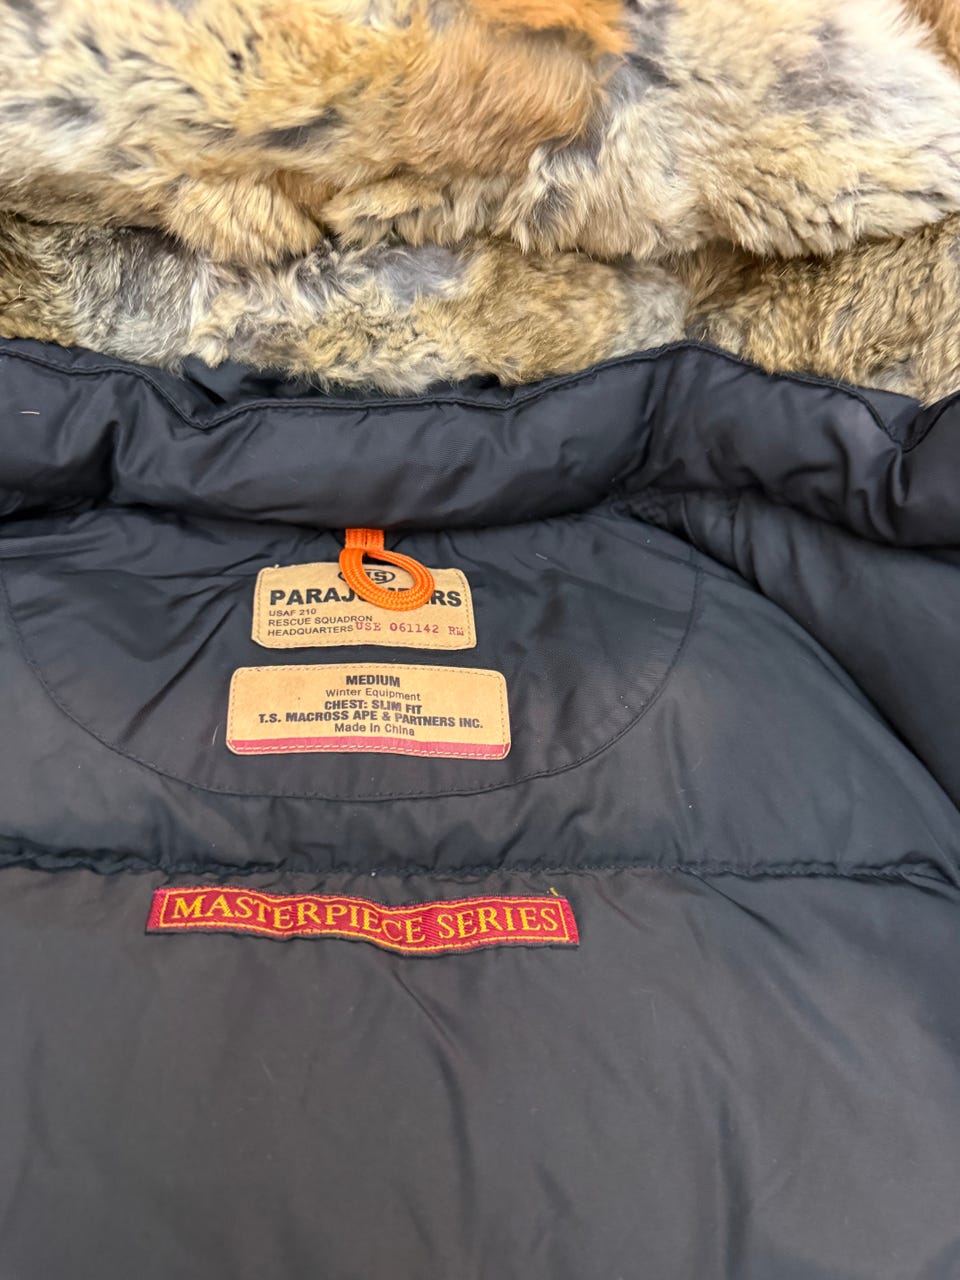 PARAJUMPERS
USAF 210
RESCUE SQUADRON
HEADQUARTERS USE 061142 RM
MEDIUM
Winter Equipment
CHEST: SLIM FIT
T.S. MACROSS APE & PARTNERS INC.
Made in China
MASTERPIECE SERIES